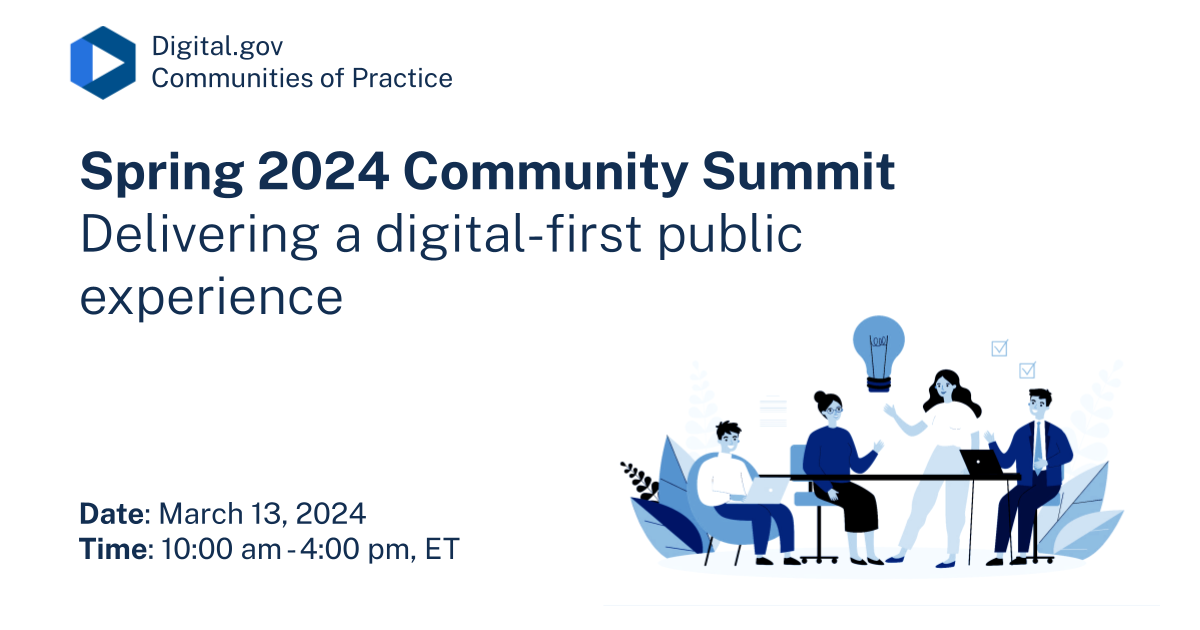 Digital.gov
Communities of Practice
Spring 2024 Community Summit
Delivering a digital-first public
experience
Date: March 13, 2024
Time: 10:00 am - 4:00 pm, ET